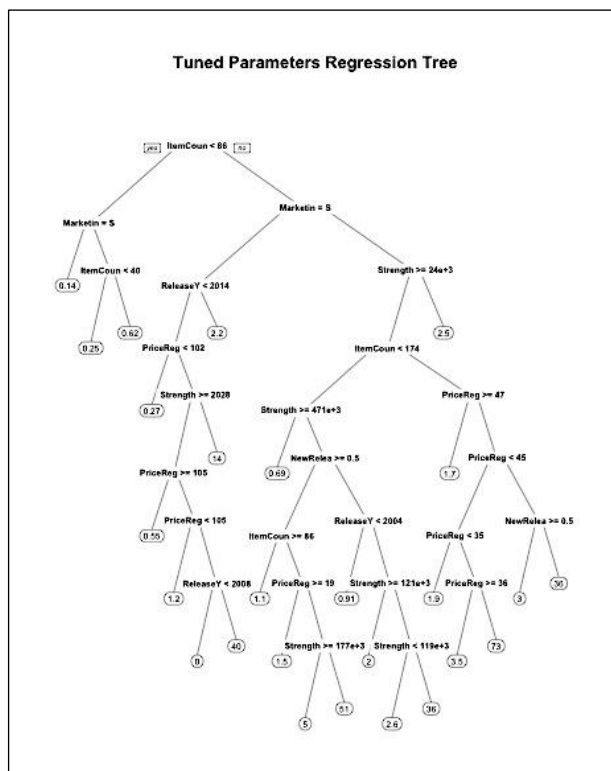 Tuned Parameters Regression Tree
yes ItemCoun < 86 no
Marketin = S
Marketin = S
0.14 ItemCoun < 40
Strength >= 24e+3
ReleaseY < 2014
0.25 0.62
2.2
2.5
PriceReg < 102
ItemCoun < 174
0.27 Strength >= 2028
PriceReg >= 47
Strength >= 471e+3
14
0.69 NewRelea >= 0.5
1.7 PriceReg < 45
PriceReg >= 105
0.55 PriceReg < 105
ReleaseY < 2004
NewRelea >= 0.5
ItemCoun >= 86
PriceReg < 35
1.2 ReleaseY < 2008
1.1 PriceReg >= 19
0.91 Strength >= 121e+3
1.9 PriceReg >= 36
3 36
40
Strength >= 177e+3
Strength < 119e+3
1.5
2
3.5 73
5 51
2.6 36